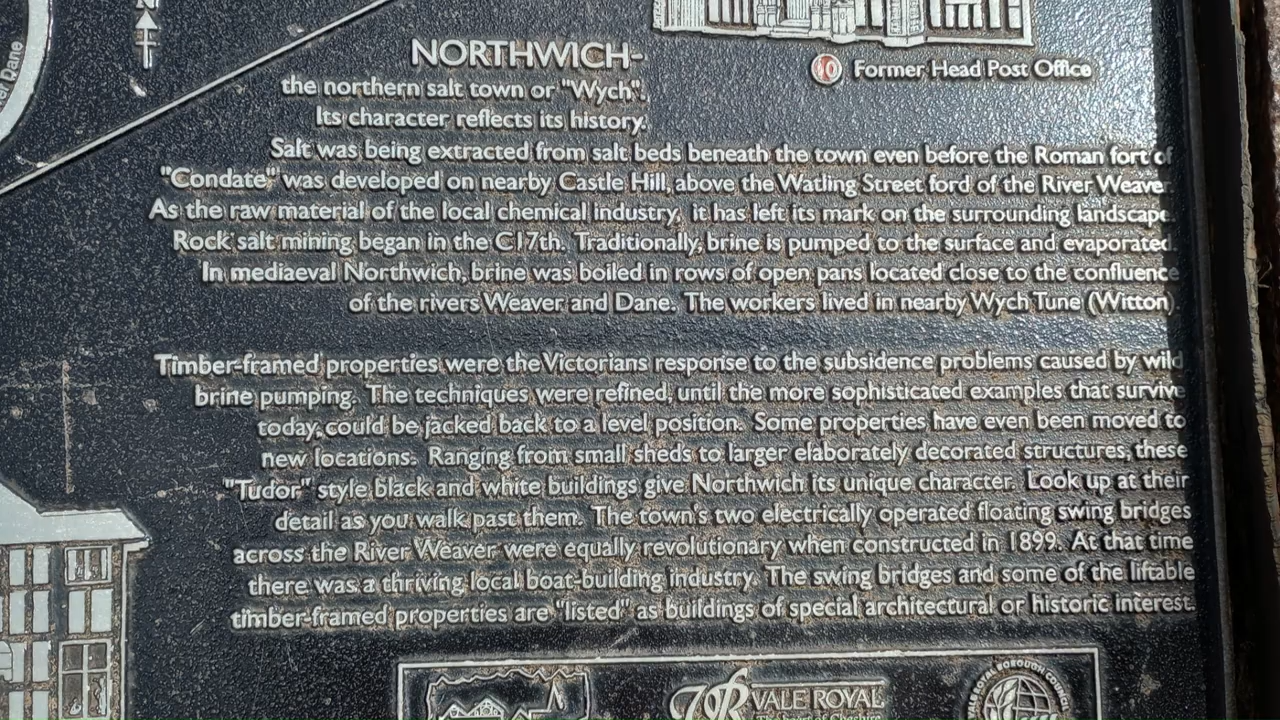 er Dane
N
NORTHWICH-
the northern salt town or "Wych".
Its character reflects its history.
10 Former Head Post Office
Salt was being extracted from salt beds beneath the town even before the Roman fort of
"Condate" was developed on nearby Castle Hill, above the Watling Street ford of the River Weaver.
As the raw material of the local chemical industry, it has left its mark on the surrounding landscape.
Rock salt mining began in the C17th. Traditionally, brine is pumped to the surface and evaporated.
In mediaeval Northwich, brine was boiled in rows of open pans located close to the confluence
of the rivers Weaver and Dane. The workers lived in nearby Wych Tune (Witton)
Timber-framed properties were the Victorians response to the subsidence problems caused by wild
brine pumping. The techniques were refined, until the more sophisticated examples that survive
today, could be jacked back to a level position. Some properties have even been moved to
new locations. Ranging from small sheds to larger elaborately decorated structures, these
"Tudor" style black and white buildings give Northwich its unique character. Look up at their
detail as you walk past them. The town's two electrically operated floating swing bridges
across the River Weaver were equally revolutionary when constructed in 1899. At that time
there was a thriving local boat-building industry. The swing bridges and some of the liftable
timber-framed properties are "listed" as buildings of special architectural or historic interest.
VALE ROYAL
VALE ROYAL BOROUGH COUNCIL